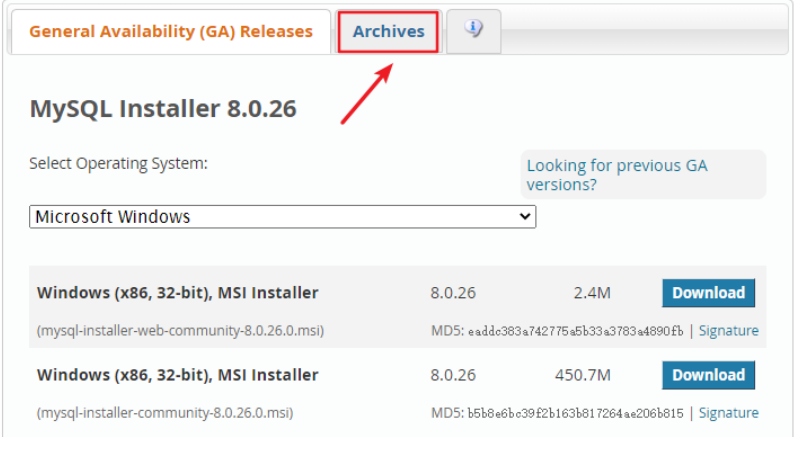 General Availability (GA) Releases Archives
MySQL Installer 8.0.26
Select Operating System:
Looking for previous GA
versions?
Microsoft Windows
Windows (x86, 32-bit), MSI Installer 8.0.26 2.4M Download
(mysql-installer-web-community-8.0.26.0.msi) MD5: eaddc383a742775a5b33a3783a4890fb | Signature
Windows (x86, 32-bit), MSI Installer 8.0.26 450.7M Download
(mysql-installer-community-8.0.26.0.msi) MD5: b5b8e6bc39f2b163b817264ae206b815 | Signature